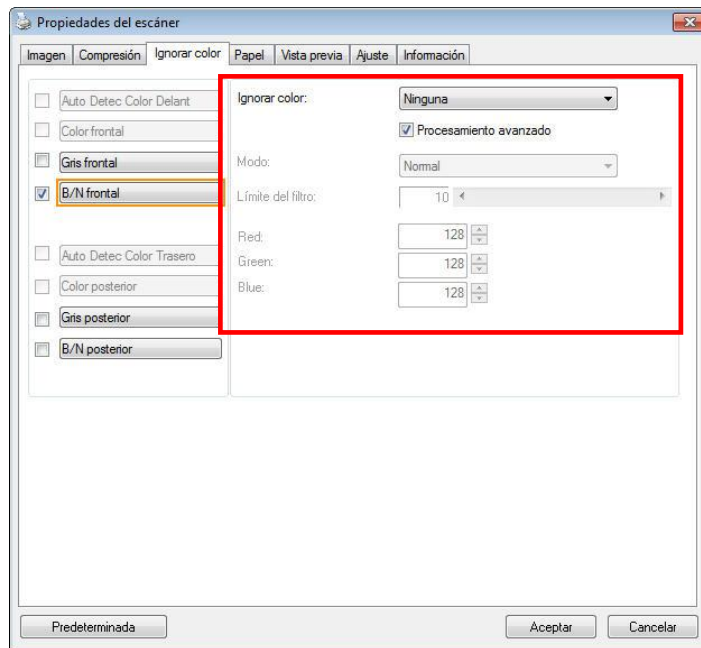 Propiedades del escáner
Imagen Compresión Ignorar color Papel Vista previa Ajuste Información
Auto Detec Color Delant
Color frontal
Gris frontal
B/N frontal
Auto Detec Color Trasero
Color posterior
Gris posterior
B/N posterior
Ignorar color: Ninguna
Procesamiento avanzado
Modo: Normal
Límite del filtro: 10
Red: 128
Green: 128
Blue: 128
Predeterminada Aceptar Cancelar